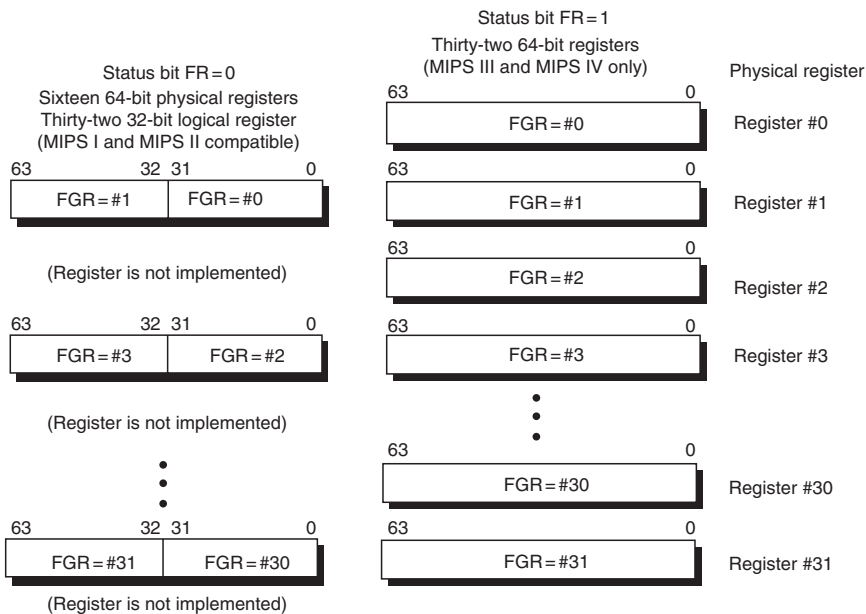 Status bit FR=0
Sixteen 64-bit physical registers
Thirty-two 32-bit logical register
(MIPS I and MIPS II compatible)
63 32 31 0
FGR=#1 FGR=#0
(Register is not implemented)
63 32 31 0
FGR=#3 FGR=#2
(Register is not implemented)
63 32 31 0
FGR=#31 FGR=#30
(Register is not implemented)
Status bit FR=1
Thirty-two 64-bit registers
(MIPS III and MIPS IV only)
63 0
FGR=#0
63 0
FGR=#1
63 0
FGR=#2
63 0
FGR=#3
63 0
FGR=#30
63 0
FGR=#31
Physical register
Register #0
Register #1
Register #2
Register #3
Register #30
Register #31